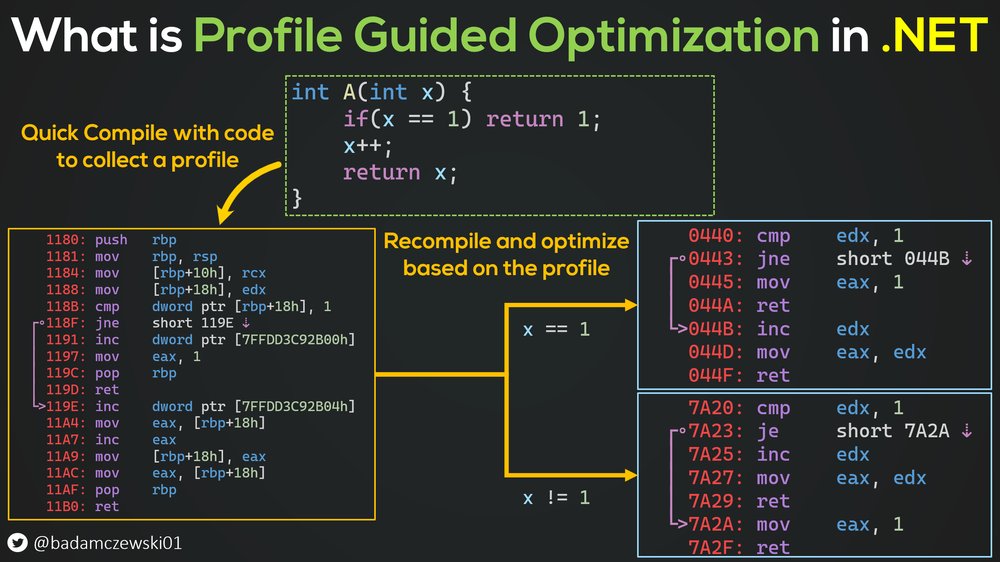 What is Profile Guided Optimization in .NET
int A(int x) {
if(x == 1) return 1;
x++;
return x;
}
Quick Compile with code
to collect a profile
1180: push rbp
1181: mov rbp, rsp
1184: mov [rbp+10h], rcx
1188: mov [rbp+18h], edx
118B: cmp dword ptr [rbp+18h], 1
118F: jne short 119E ⇣
1191: inc dword ptr [7FFDD3C92B00h]
1197: mov eax, 1
119C: pop rbp
119D: ret
119E: inc dword ptr [7FFDD3C92B04h]
11A4: mov eax, [rbp+18h]
11A7: inc eax
11A9: mov [rbp+18h], eax
11AC: mov eax, [rbp+18h]
11AF: pop rbp
11B0: ret
Recompile and optimize
based on the profile
x == 1
0440: cmp edx, 1
0443: jne short 044B ⇣
0445: mov eax, 1
044A: ret
044B: inc edx
044D: mov eax, edx
044F: ret
x != 1
7A20: cmp edx, 1
7A23: je short 7A2A ⇣
7A25: inc edx
7A27: mov eax, edx
7A29: ret
7A2A: mov eax, 1
7A2F: ret
@badamczewski01